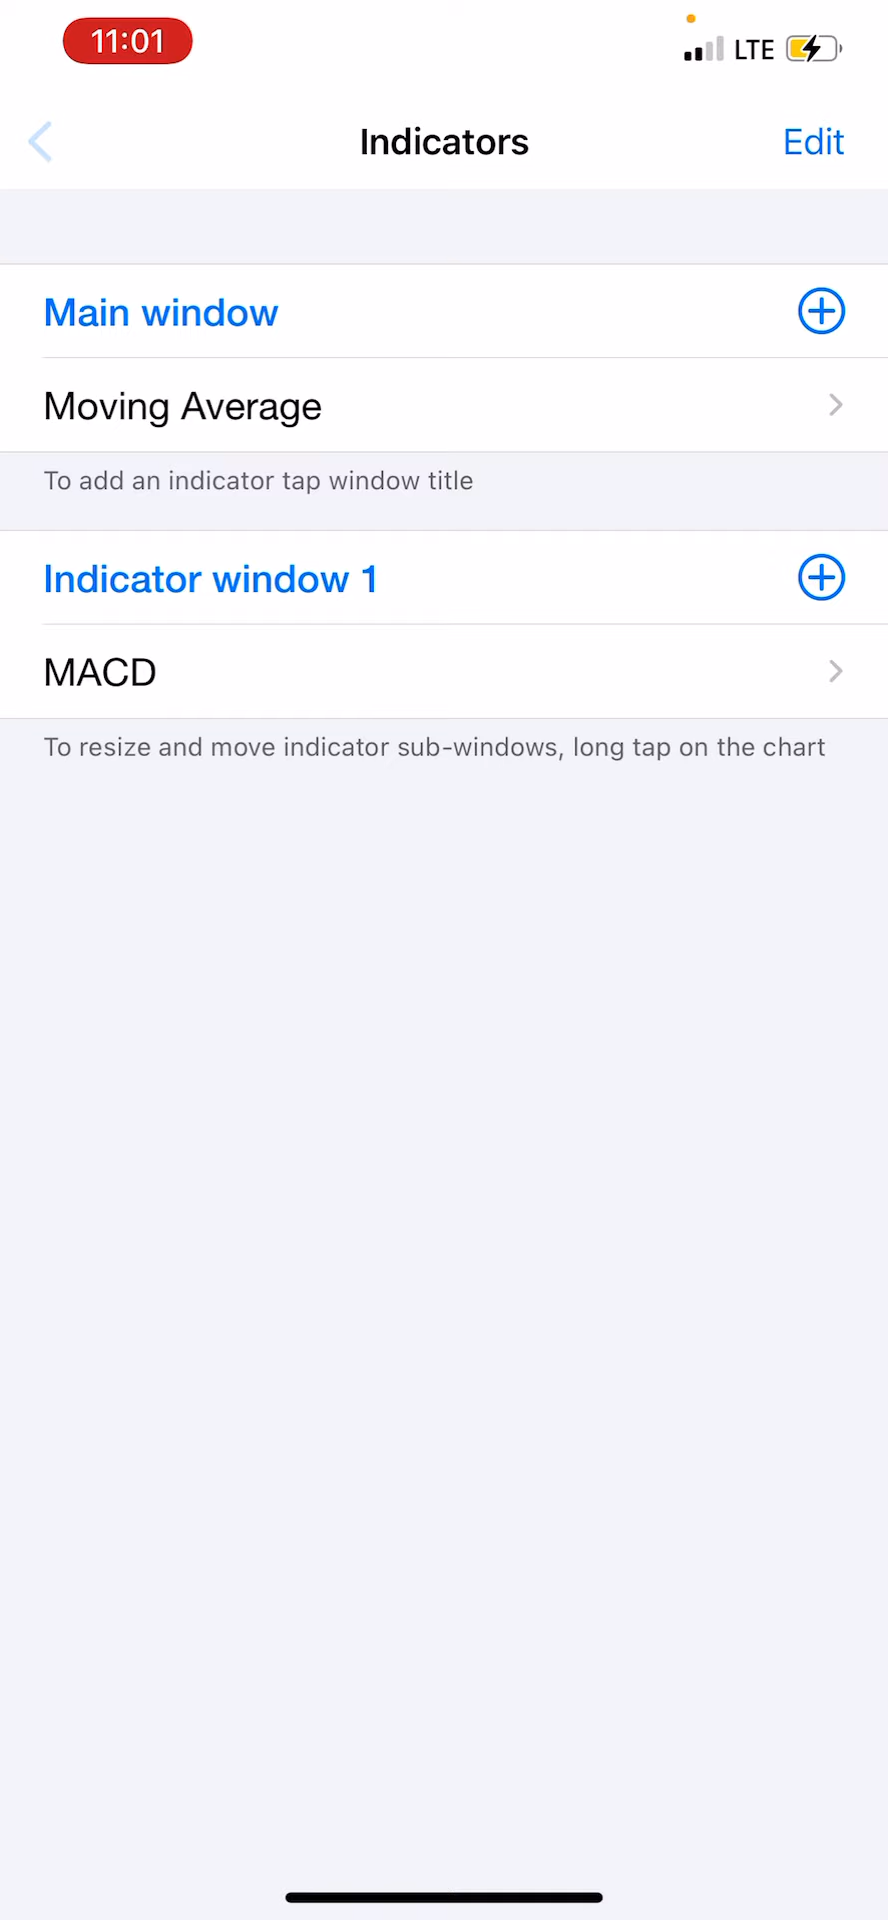 11:01
LTE
Indicators
Edit
Main window
Moving Average
To add an indicator tap window title
Indicator window 1
MACD
To resize and move indicator sub-windows, long tap on the chart